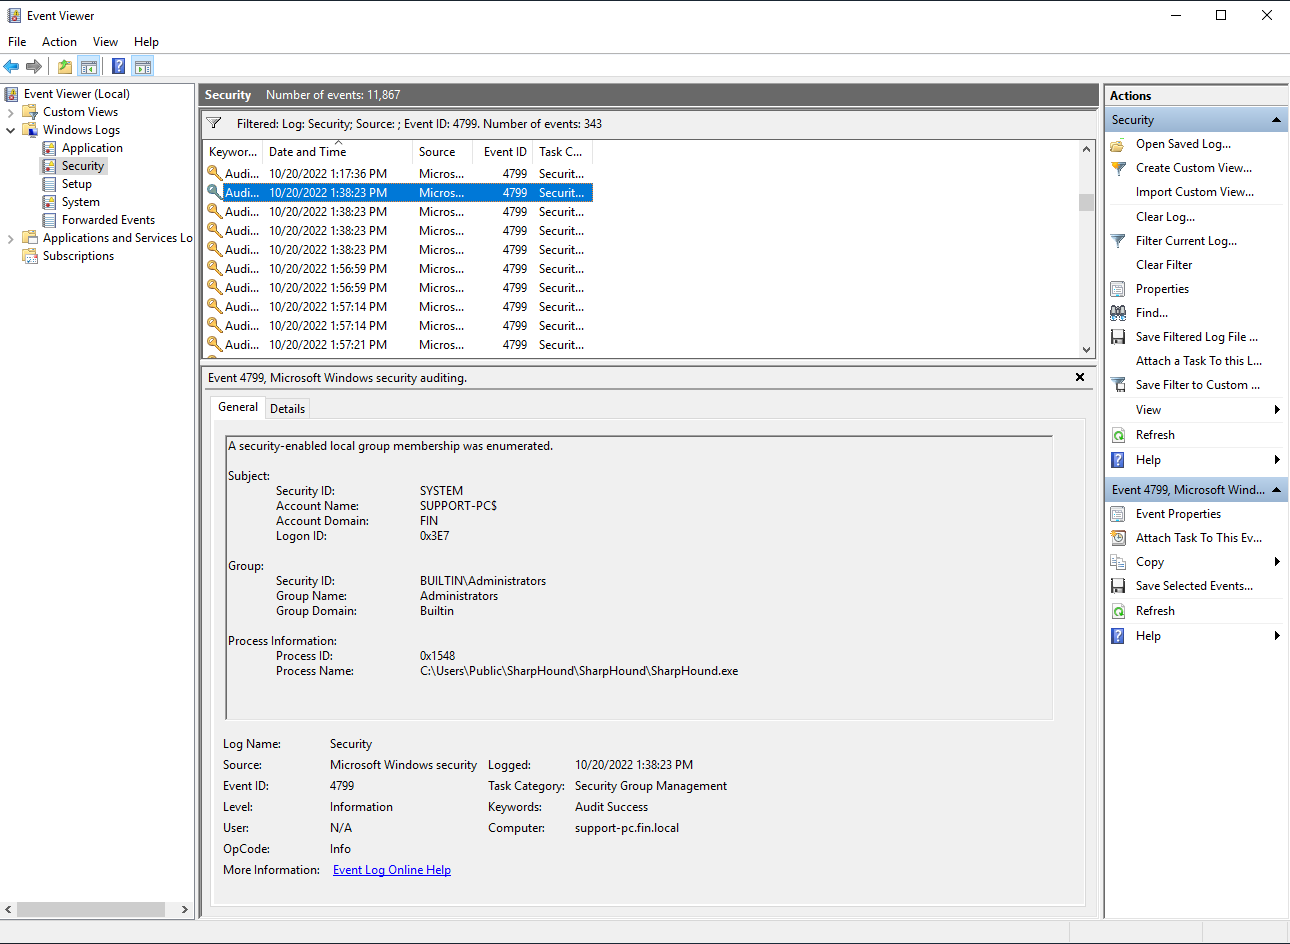 Event Viewer
File Action View Help
Event Viewer (Local)
Custom Views
Windows Logs
Application
Security
Setup
System
Forwarded Events
Applications and Services Lo
Subscriptions
Security Number of events: 11,867
Filtered: Log: Security; Source: ; Event ID: 4799. Number of events: 343
Keywor... Date and Time Source Event ID Task C...
Audi... 10/20/2022 1:17:36 PM Micros... 4799 Securit...
Audi... 10/20/2022 1:38:23 PM Micros... 4799 Securit...
Audi... 10/20/2022 1:38:23 PM Micros... 4799 Securit...
Audi... 10/20/2022 1:38:23 PM Micros... 4799 Securit...
Audi... 10/20/2022 1:38:23 PM Micros... 4799 Securit...
Audi... 10/20/2022 1:56:59 PM Micros... 4799 Securit...
Audi... 10/20/2022 1:56:59 PM Micros... 4799 Securit...
Audi... 10/20/2022 1:57:14 PM Micros... 4799 Securit...
Audi... 10/20/2022 1:57:14 PM Micros... 4799 Securit...
Audi... 10/20/2022 1:57:21 PM Micros... 4799 Securit...
Event 4799, Microsoft Windows security auditing.
General Details
A security-enabled local group membership was enumerated.
Subject:
Security ID: SYSTEM
Account Name: SUPPORT-PC$
Account Domain: FIN
Logon ID: 0x3E7
Group:
Security ID: BUILTIN\Administrators
Group Name: Administrators
Group Domain: Builtin
Process Information:
Process ID: 0x1548
Process Name: C:\Users\Public\SharpHound\SharpHound\SharpHound.exe
Log Name: Security
Source: Microsoft Windows security Logged: 10/20/2022 1:38:23 PM
Event ID: 4799 Task Category: Security Group Management
Level: Information Keywords: Audit Success
User: N/A Computer: support-pc.fin.local
OpCode: Info
More Information: Event Log Online Help
Actions
Security
Open Saved Log...
Create Custom View...
Import Custom View...
Clear Log...
Filter Current Log...
Clear Filter
Properties
Find...
Save Filtered Log File ...
Attach a Task To this L...
Save Filter to Custom ...
View
Refresh
Help
Event 4799, Microsoft Wind...
Event Properties
Attach Task To This Ev...
Copy
Save Selected Events...
Refresh
Help